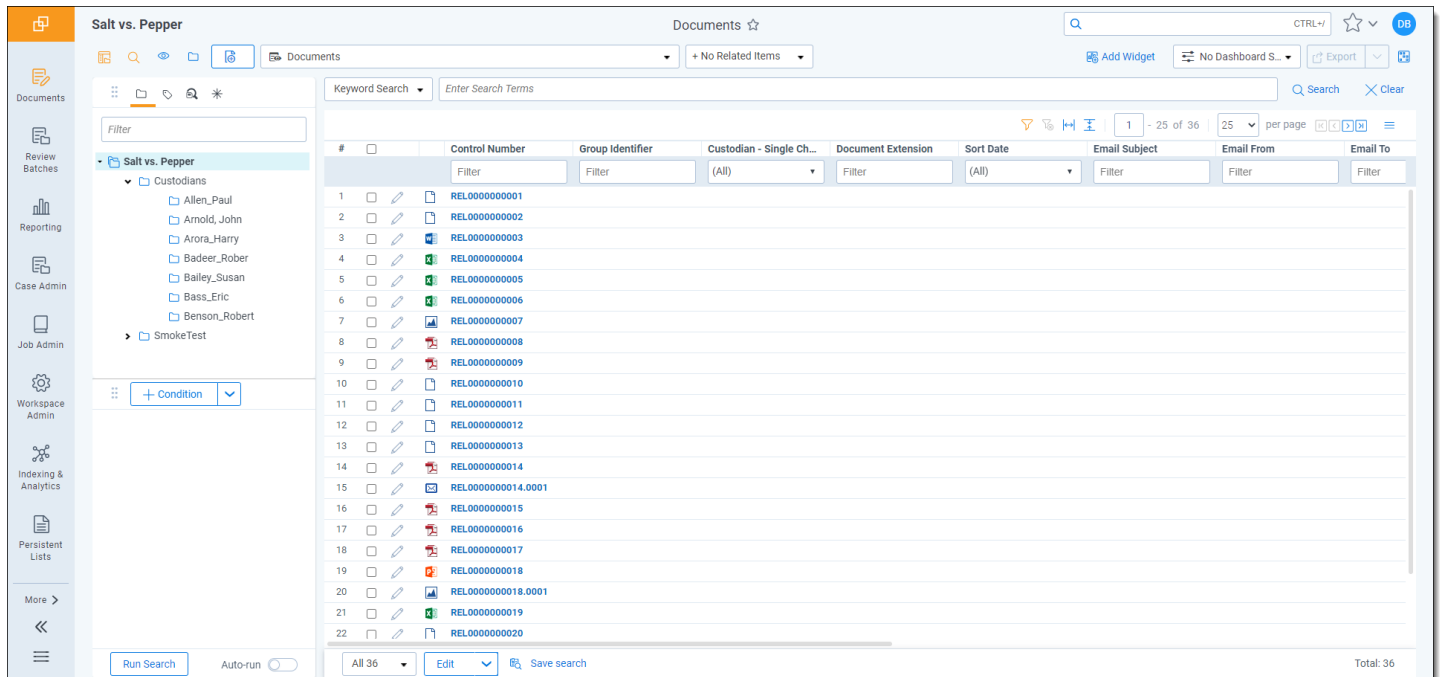 Salt vs. Pepper
Documents
CTRL+/
DB
Documents
+ No Related Items
Add Widget
No Dashboard S...
Export
Documents
Review
Batches
Reporting
Case Admin
Job Admin
Workspace
Admin
Indexing &
Analytics
Persistent
Lists
More
Filter
Salt vs. Pepper
Custodians
Allen_Paul
Arnold, John
Arora_Harry
Badeer_Rober
Bailey_Susan
Bass_Eric
Benson_Robert
SmokeTest
+ Condition
Run Search
Auto-run
Keyword Search
Enter Search Terms
Search
Clear
1 - 25 of 36 25 per page
# Control Number Group Identifier Custodian - Single Ch... Document Extension Sort Date Email Subject Email From Email To
Filter Filter (All) Filter (All) Filter Filter Filter
1 REL0000000001
2 REL0000000002
3 REL0000000003
4 REL0000000004
5 REL0000000005
6 REL0000000006
7 REL0000000007
8 REL0000000008
9 REL0000000009
10 REL0000000010
11 REL0000000011
12 REL0000000012
13 REL0000000013
14 REL0000000014
15 REL0000000014.0001
16 REL0000000015
17 REL0000000016
18 REL0000000017
19 REL0000000018
20 REL0000000018.0001
21 REL0000000019
22 REL0000000020
All 36
Edit
Save search
Total: 36